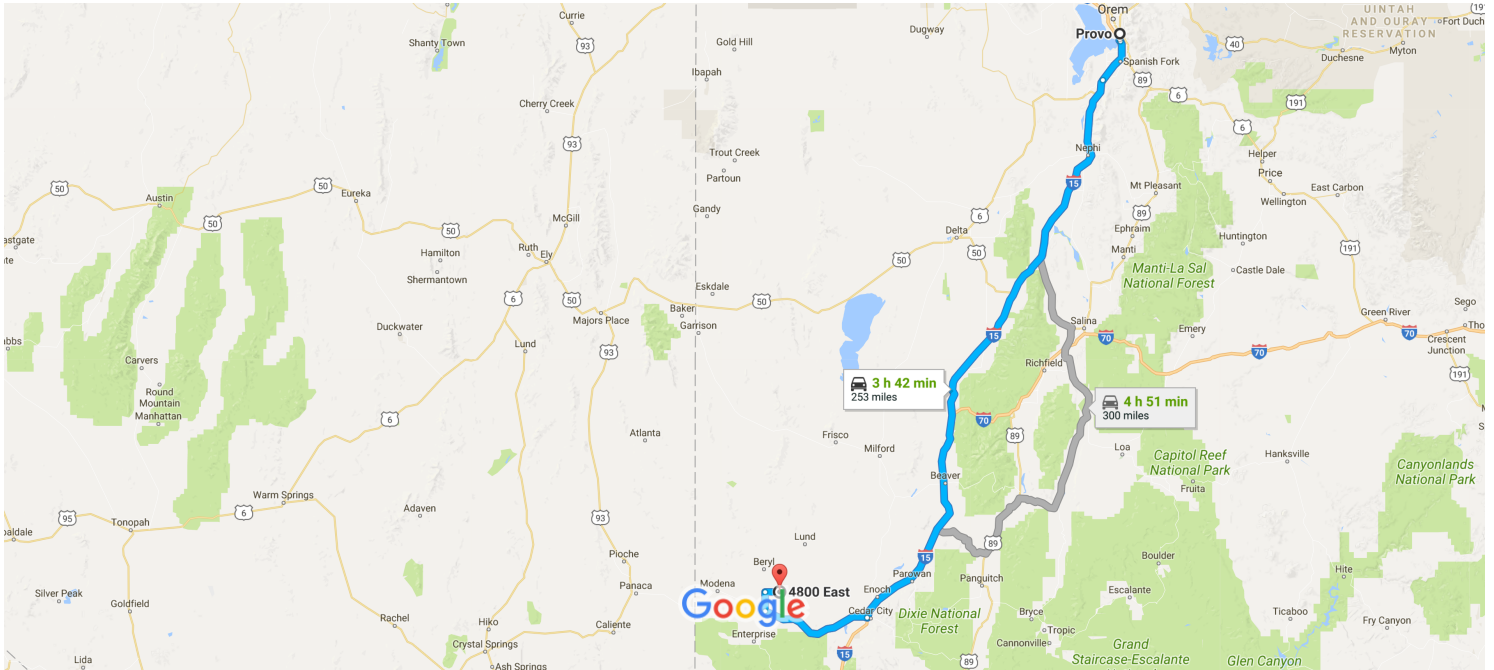 Orem
Currie
UINTAH
AND OURAY
RESERVATION
191
Fort Duch
Dugway
Provo
93
Shanty Town
Gold Hill
40
Myton
Duchesne
Spanish Fork
Ibapah
89
6
Cherry Creek
191
93
6
Trout Creek
Nephi
Helper
Partoun
Price
15
Mt Pleasant
East Carbon
50
50
Eureka
Wellington
Austin
Gandy
6
89
50
McGill
Delta
Ephraim
50
Huntington
191
Manti
astgate
Ruth
Ely
Hamilton
50
50
te
Manti-La Sal
National Forest
Castle Dale
Shermantown
Eskdale
6
50
Baker
50
Sego
Majors Place
Garrison
Green River
Duckwater
Salina
Emery
Tho
15
70
70
Crescent
Junction
bbs
Lund
93
70
Carvers
Richfield
191
3 h 42 min
253 miles
Round
Mountain
4 h 51 min
300 miles
Manhattan
6
70
Atlanta
Frisco
89
Milford
Loa
Hanksville
Capitol Reef
National Park
Canyonlands
National Park
Beaver
Fruita
Warm Springs
Adaven
6
95
Tonopah
93
paldale
Lund
89
Pioche
15
Boulder
Beryl
Parowan
Hite
Modena
Panguitch
Panaca
4800 East
Silver Peak
Enoch
Escalante
Google
Goldfield
Cedar City
Dixie National
Forest
Bryce
Ticaboo
Rachel
Hiko
Caliente
Tropic
Fry Canyon
Enterprise
Cannonville
Crystal Springs
Grand
Staircase-Escalante
15
89
Glen Canyon
Lida
Ash Springs